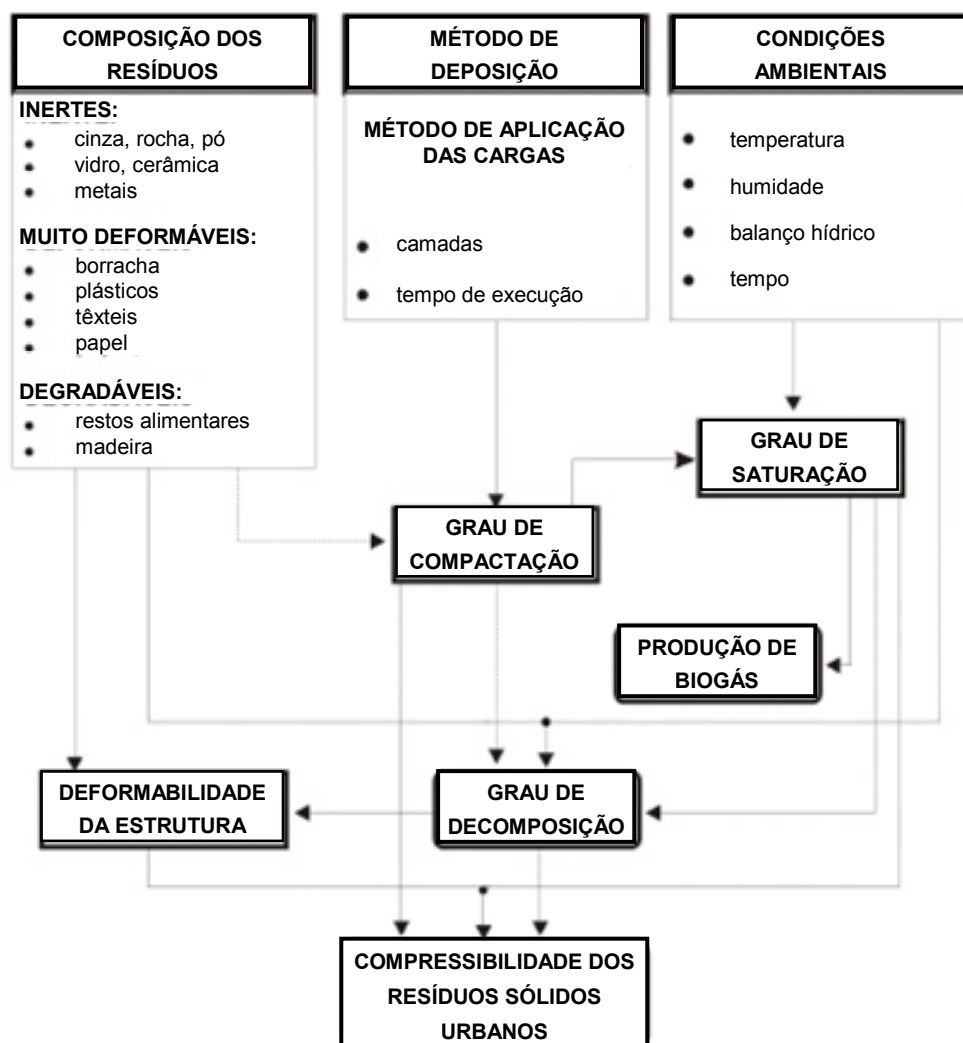 COMPOSIÇÃO DOS
RESÍDUOS
INERTES:
cinza, rocha, pó
vidro, cerâmica
metais
MUITO DEFORMÁVEIS:
borracha
plásticos
têxteis
papel
DEGRADÁVEIS:
restos alimentares
madeira
MÉTODO DE
DEPOSIÇÃO
MÉTODO DE APLICAÇÃO
DAS CARGAS
camadas
tempo de execução
CONDIÇÕES
AMBIENTAIS
temperatura
humidade
balanço hídrico
tempo
GRAU DE
SATURAÇÃO
GRAU DE
COMPACTAÇÃO
PRODUÇÃO DE
BIOGÁS
DEFORMABILIDADE
DA ESTRUTURA
GRAU DE
DECOMPOSIÇÃO
COMPRESSIBILIDADE DOS
RESÍDUOS SÓLIDOS
URBANOS